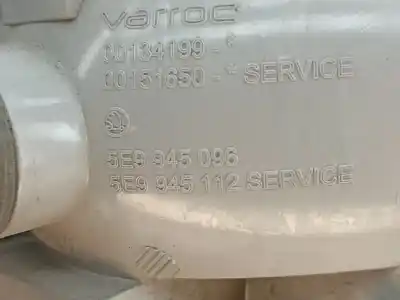 varroc
00134199-C
00151650-C SERVICE
5E9 945 096
5E9 945 112 SERVICE